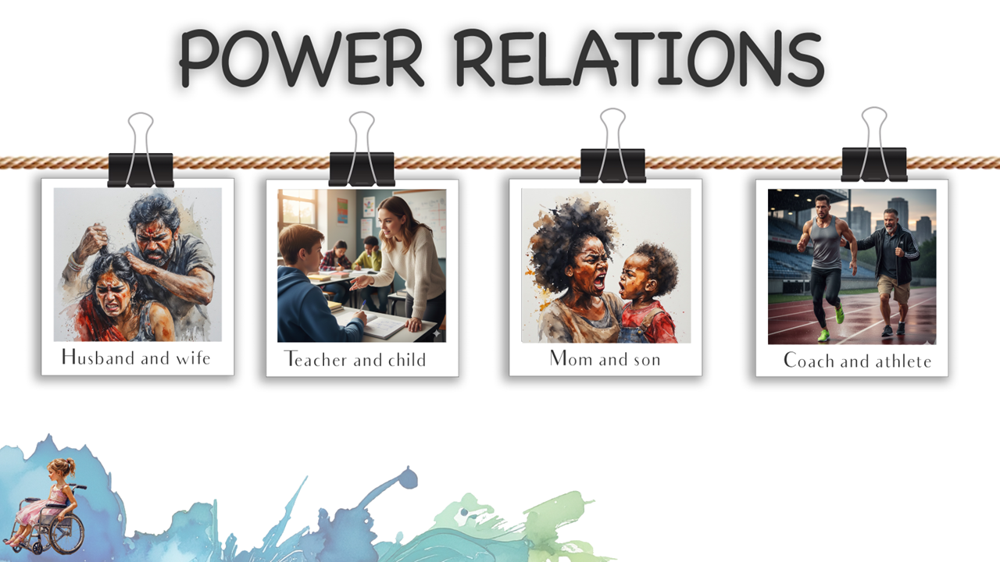 POWER RELATIONS
Husband and wife
Teacher and child
Mom and son
Coach and athlete